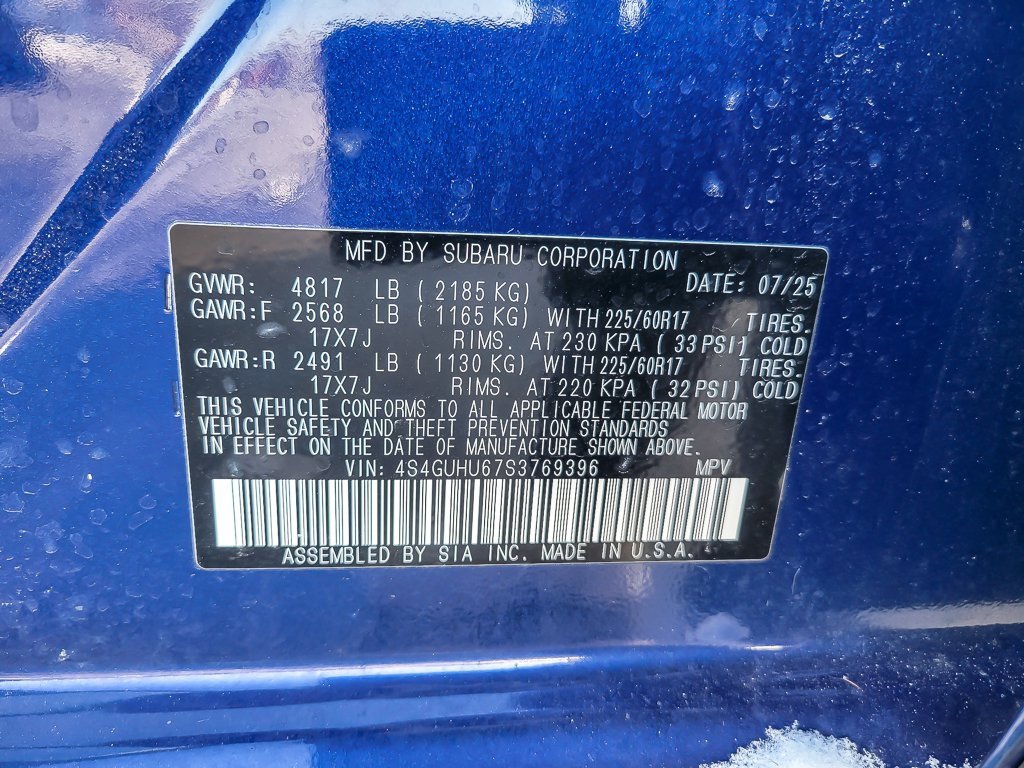 MFD BY SUBARU CORPORATION
GVWR: 4817 LB ( 2185 KG) DATE: 07/25
GAWR:F 2568 LB ( 1165 KG) WITH 225/60R17 TIRES.
17X7J RIMS. AT 230 KPA ( 33 PSI) COLD
GAWR:R 2491 LB ( 1130 KG) WITH 225/60R17 TIRES.
17X7J RIMS. AT 220 KPA ( 32 PSI) COLD
THIS VEHICLE CONFORMS TO ALL APPLICABLE FEDERAL MOTOR
VEHICLE SAFETY AND THEFT PREVENTION STANDARDS
IN EFFECT ON THE DATE OF MANUFACTURE SHOWN ABOVE.
VIN: 4S4GUHU67S3769396 MPV
ASSEMBLED BY SIA INC. MADE IN U.S.A.